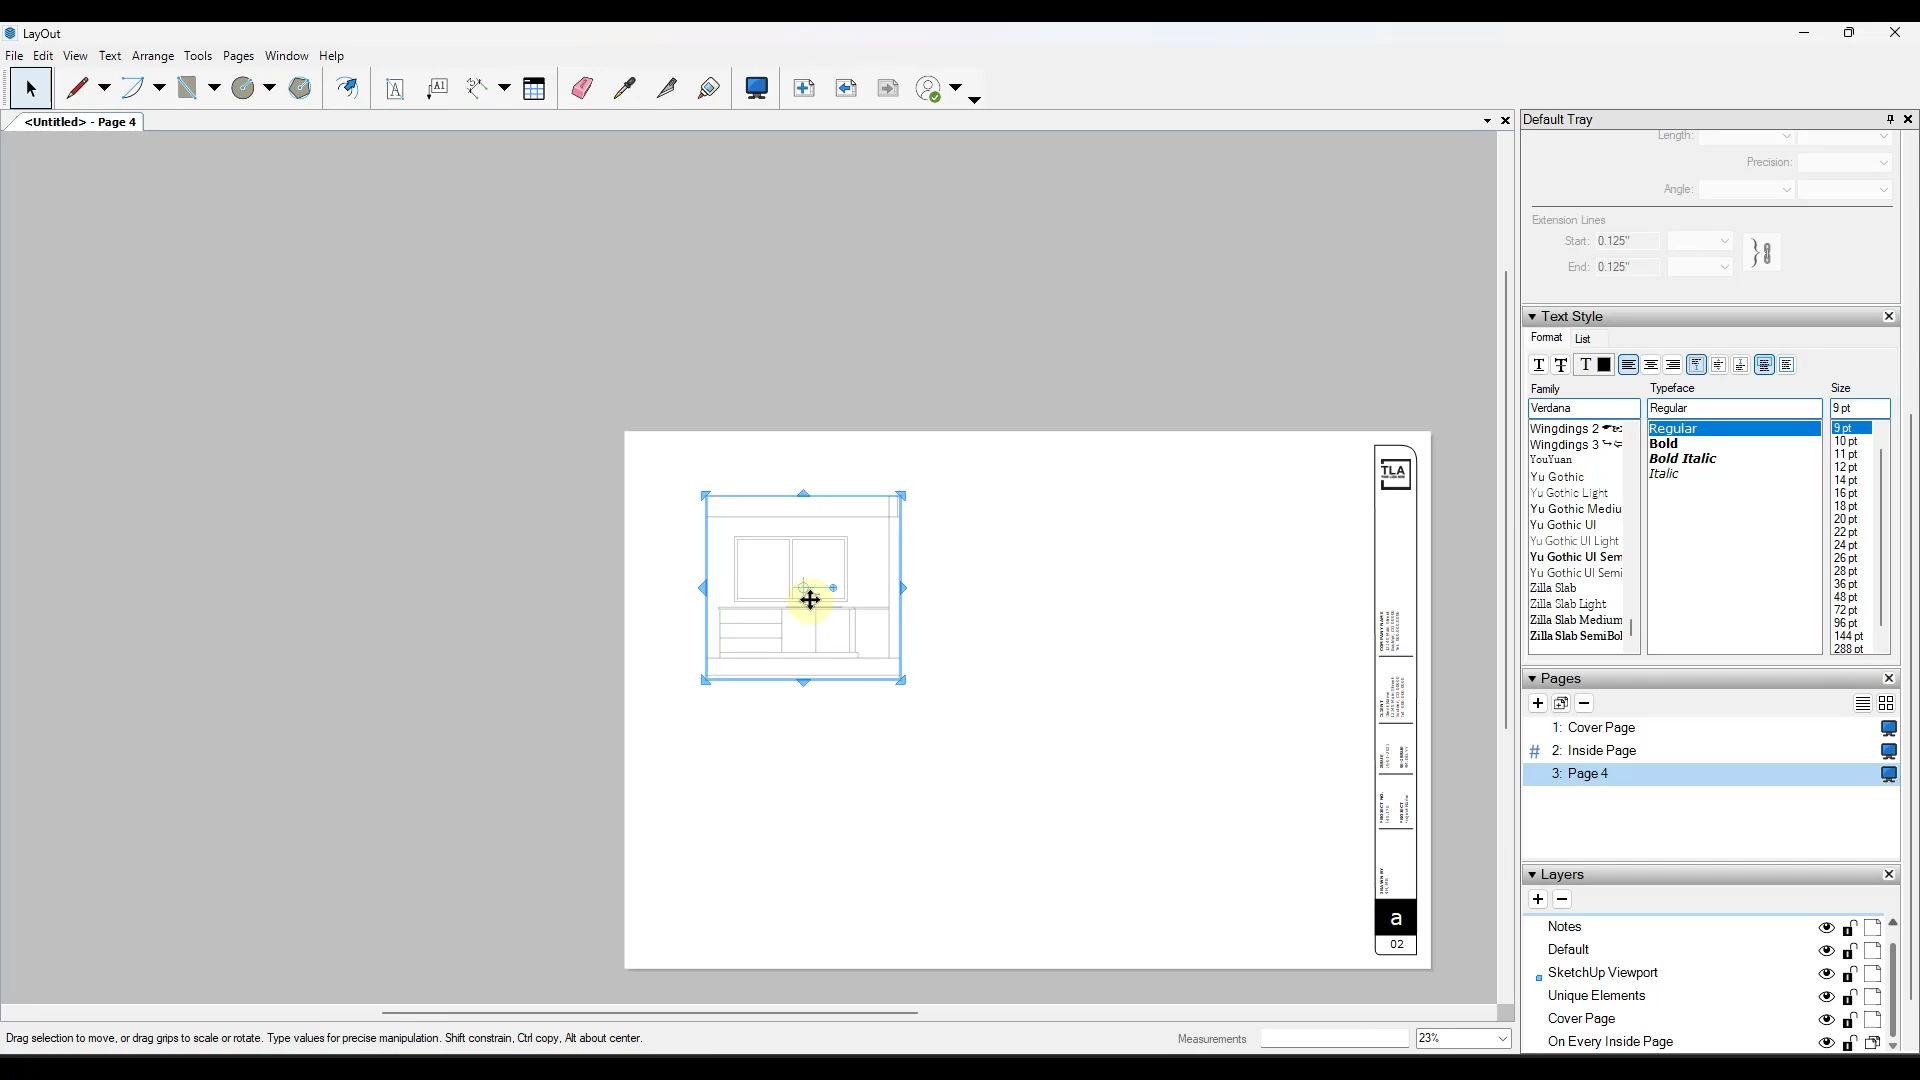 LayOut
File Edit View Text Arrange Tools Pages Window Help
<Untitled> - Page 4
Default Tray
Length:
Precision:
Angle:
Extension Lines
Start: 0.125"
End: 0.125"
Text Style
Format List
Family Typeface Size
Verdana Regular 9 pt
Wingdings 2
Wingdings 3
YouYuan
Yu Gothic
Yu Gothic Light
Yu Gothic Mediu
Yu Gothic UI
Yu Gothic UI Light
Yu Gothic UI Sem
Yu Gothic UI Semi
Zilla Slab
Zilla Slab Light
Zilla Slab Medium
Zilla Slab SemiBol
Regular
Bold
Bold Italic
Italic
9 pt
10 pt
11 pt
12 pt
14 pt
16 pt
18 pt
20 pt
22 pt
24 pt
26 pt
28 pt
36 pt
48 pt
72 pt
96 pt
144 pt
288 pt
Pages
1: Cover Page
# 2: Inside Page
3: Page 4
Layers
Notes
Default
SketchUp Viewport
Unique Elements
Cover Page
On Every Inside Page
TLA
COMPANY NAME
CLIENT
PROJECT NO.
PROJECT
a
02
Drag selection to move, or drag grips to scale or rotate. Type values for precise manipulation. Shift constrain, Ctrl copy, Alt about center.
Measurements
23%